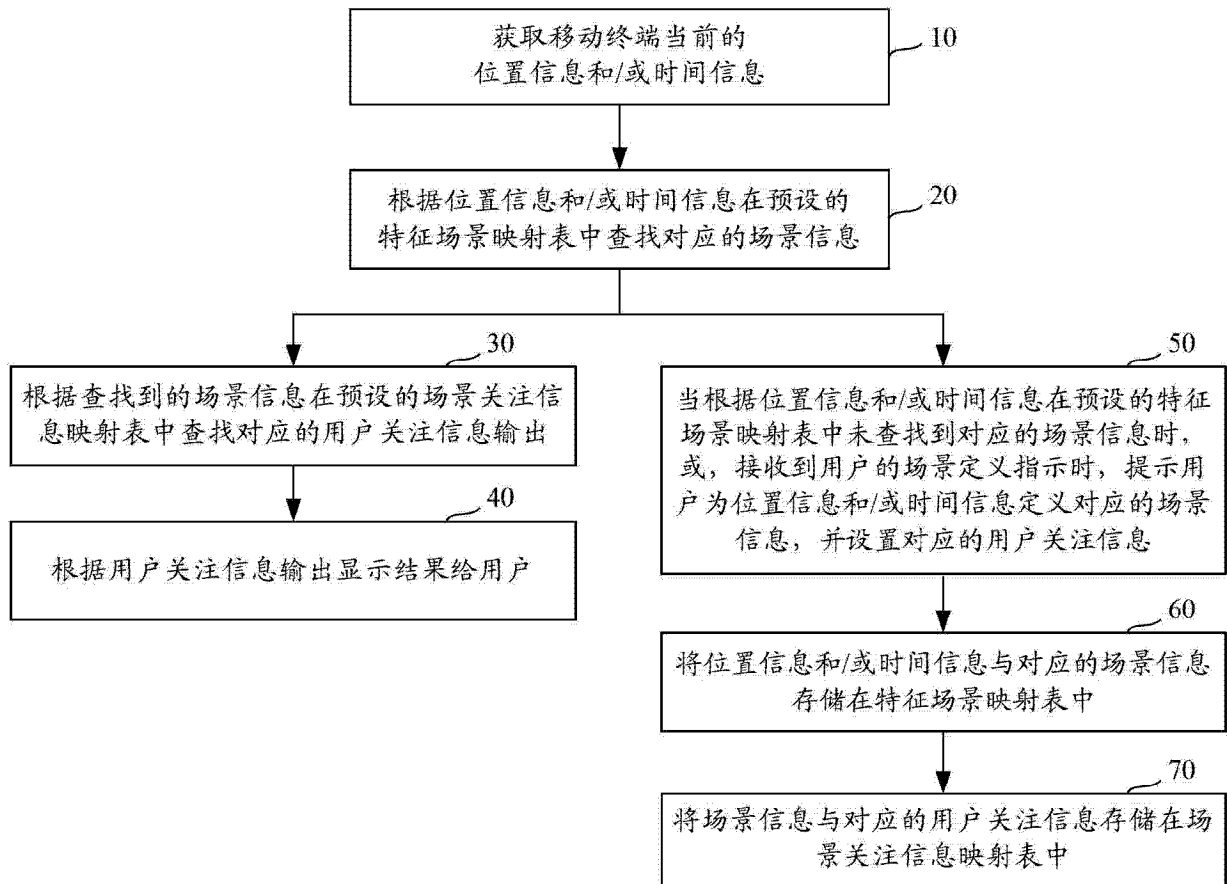 获取移动终端当前的
位置信息和/或时间信息
10
根据位置信息和/或时间信息在预设的
特征场景映射表中查找对应的场景信息
20
30
根据查找到的场景信息在预设的场景关注信
息映射表中查找对应的用户关注信息输出
40
根据用户关注信息输出显示结果给用户
50
当根据位置信息和/或时间信息在预设的特征
场景映射表中未查找到对应的场景信息时，
或，接收到用户的场景定义指示时，提示用
户为位置信息和/或时间信息定义对应的场景
信息，并设置对应的用户关注信息
60
将位置信息和/或时间信息与对应的场景信息
存储在特征场景映射表中
70
将场景信息与对应的用户关注信息存储在场
景关注信息映射表中